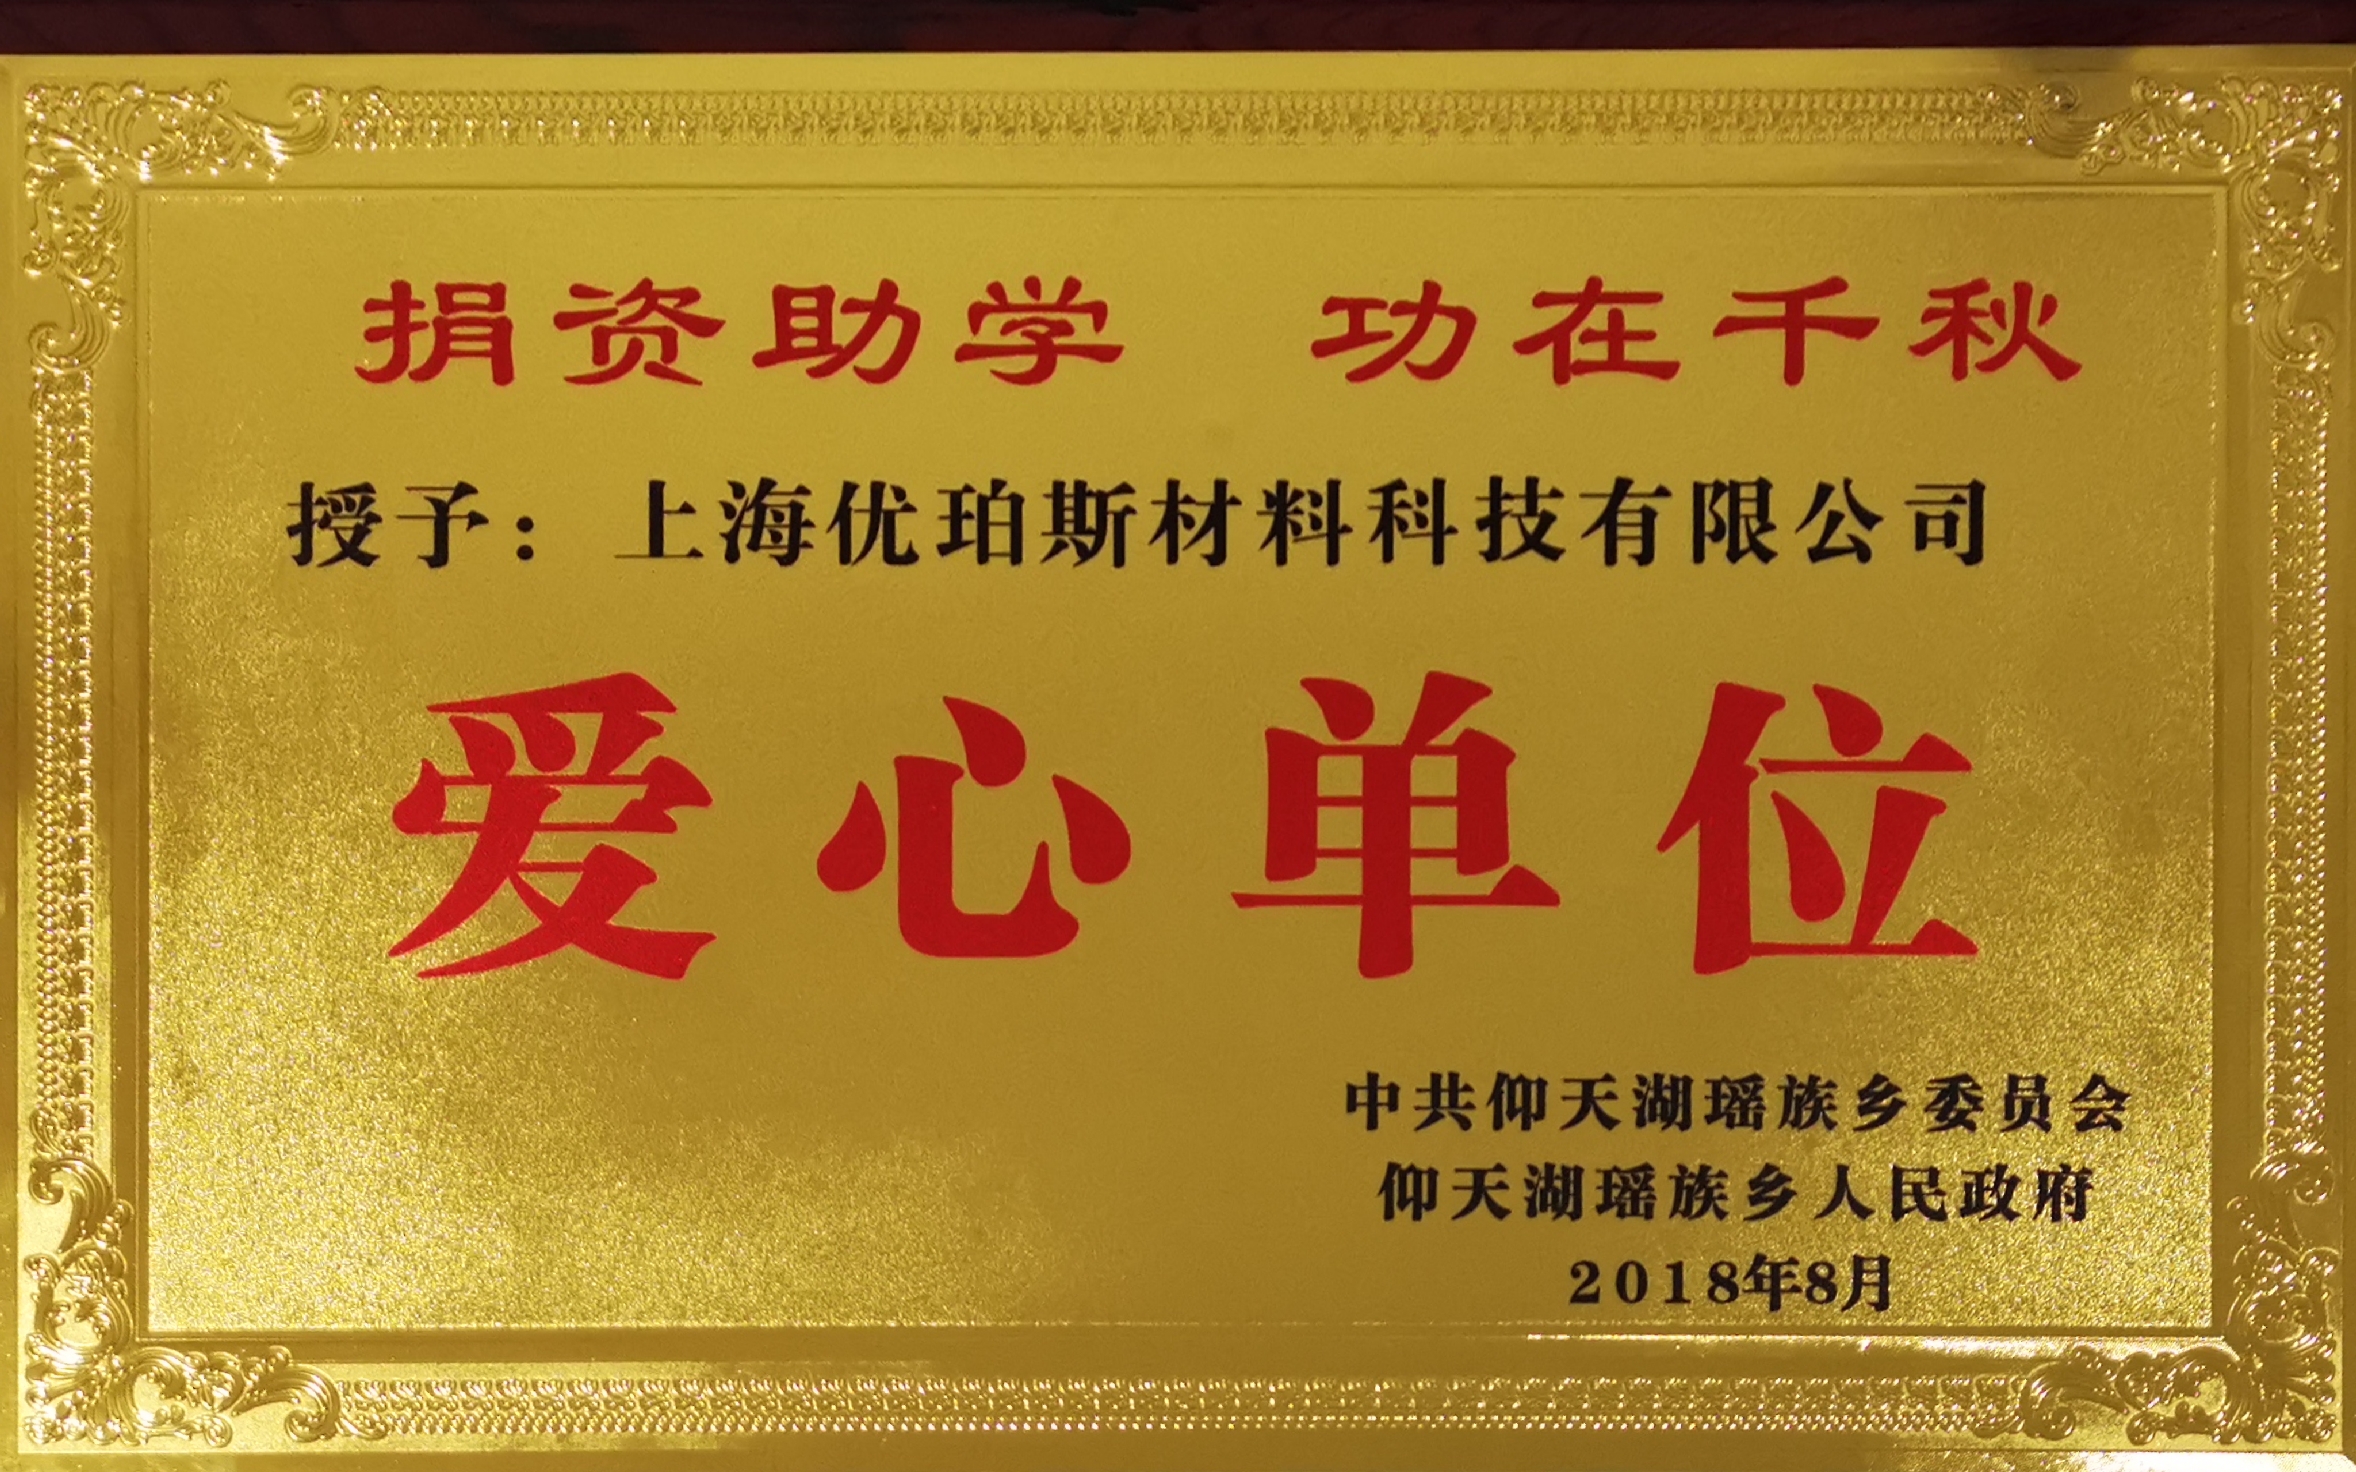 捐资助学 功在千秋
授予：上海优珀斯材料科技有限公司
爱心单位
中共仰天湖瑶族乡委员会
仰天湖瑶族乡人民政府
2018年8月